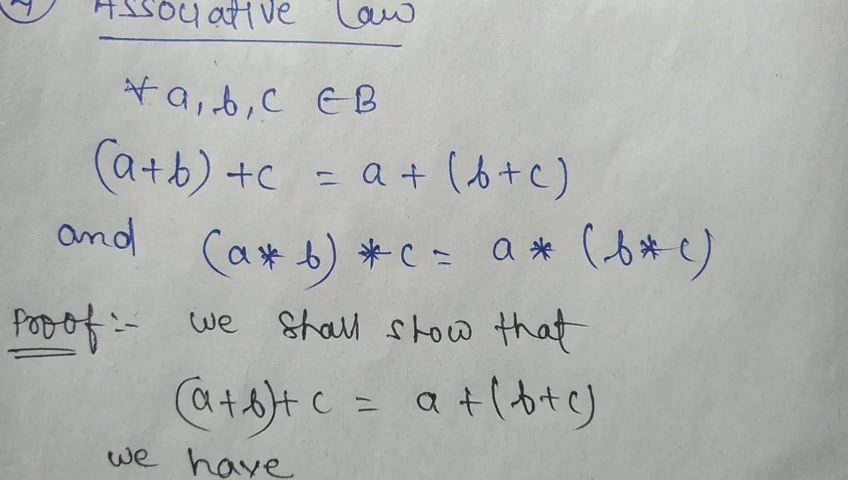 Associative Law
∀ a, b, c ∈ B
(a+b) + c = a + (b+c)
and (a * b) * c = a * (b * c)
Proof :- we shall show that
(a+b)+ c = a + (b+c)
we have